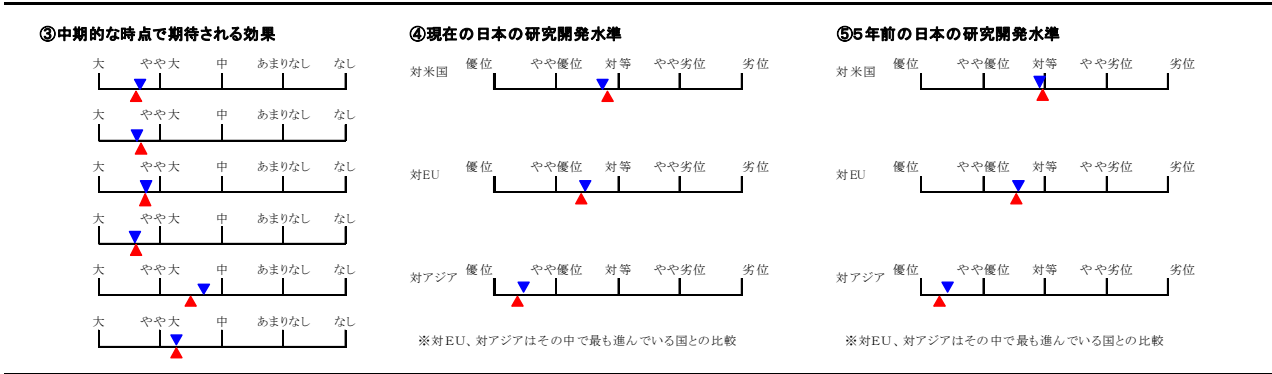 ③中期的な時点で期待される効果
大 やや大 中 あまりなし なし
大 やや大 中 あまりなし なし
大 やや大 中 あまりなし なし
大 やや大 中 あまりなし なし
大 やや大 中 あまりなし なし
大 やや大 中 あまりなし なし
④現在の日本の研究開発水準
対米国 優位 やや優位 対等 やや劣位 劣位
対EU 優位 やや優位 対等 やや劣位 劣位
対アジア 優位 やや優位 対等 やや劣位 劣位
※対EU、対アジアはその中で最も進んでいる国との比較
⑤5年前の日本の研究開発水準
対米国 優位 やや優位 対等 やや劣位 劣位
対EU 優位 やや優位 対等 やや劣位 劣位
対アジア 優位 やや優位 対等 やや劣位 劣位
※対EU、対アジアはその中で最も進んでいる国との比較